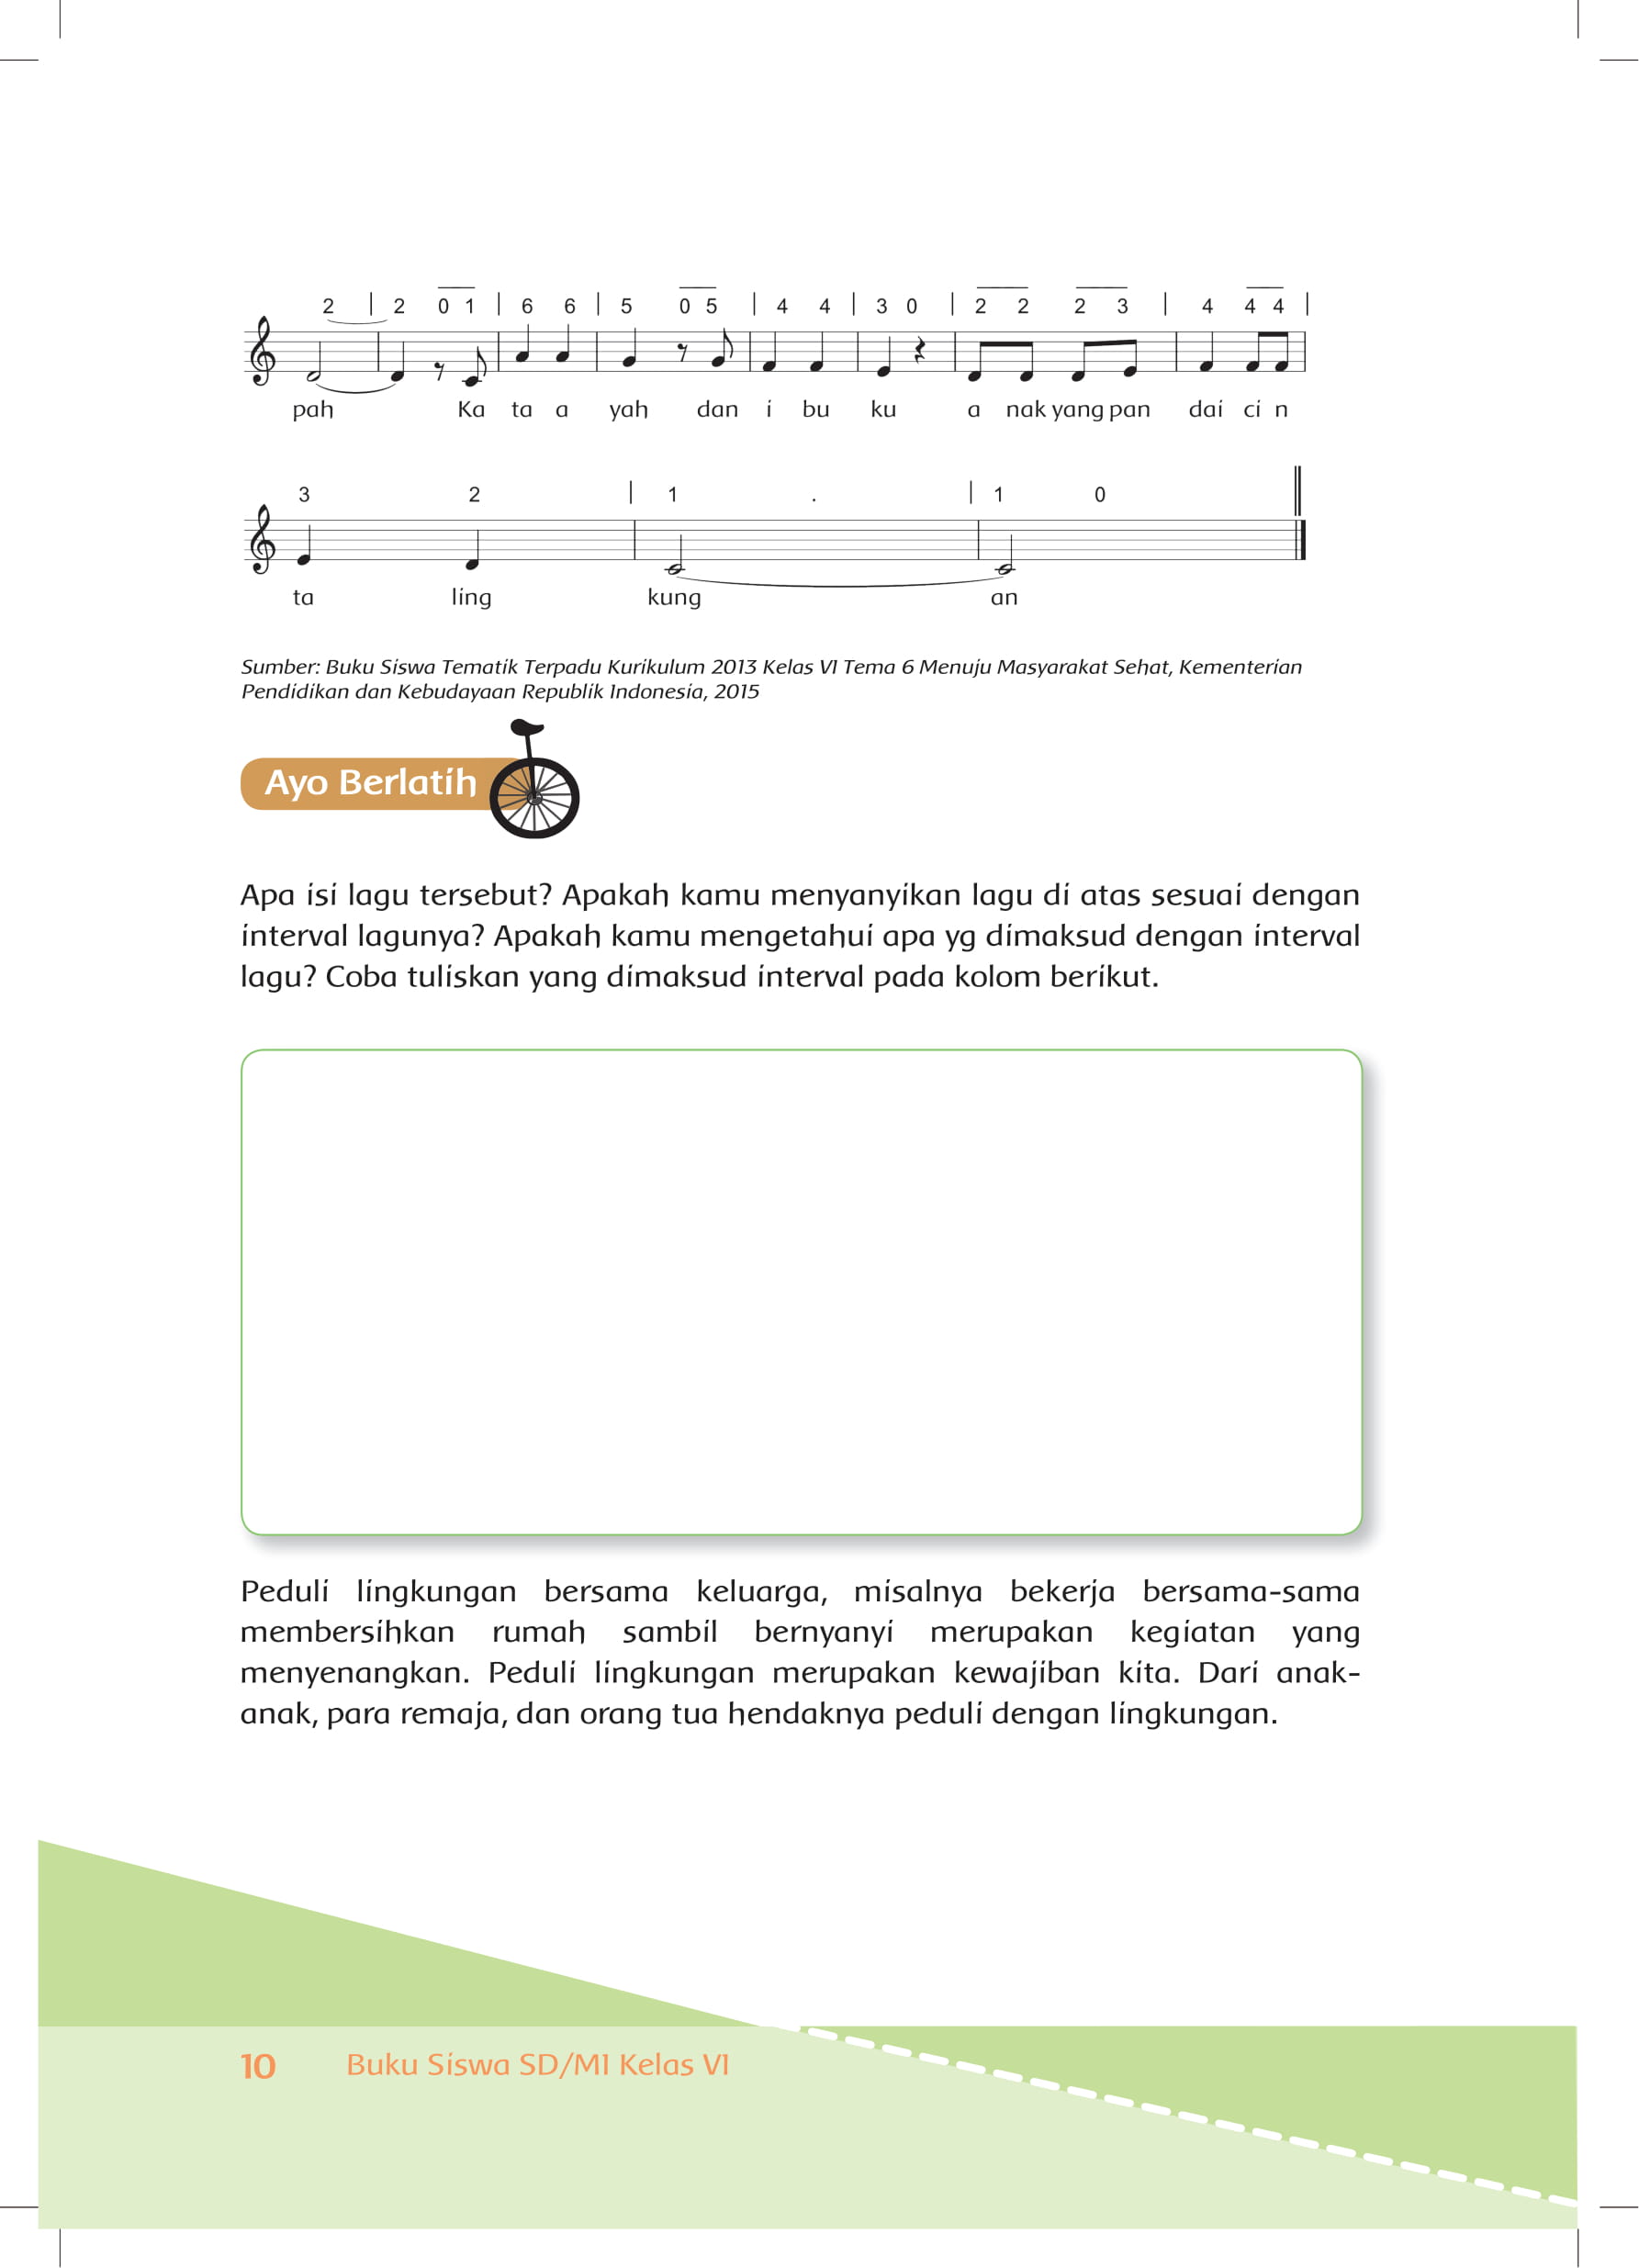 2 | 2 0 1 | 6 6 | 5 0 5 | 4 4 | 3 0 | 2 2 2 3 | 4 4 4 |
pah Ka ta a yah dan i bu ku a nak yang pan dai ci n
3 2 | 1 . | 1 0
ta ling kung an
Sumber: Buku Siswa Tematik Terpadu Kurikulum 2013 Kelas VI Tema 6 Menuju Masyarakat Sehat, Kementerian
Pendidikan dan Kebudayaan Republik Indonesia, 2015
Ayo Berlatih
Apa isi lagu tersebut? Apakah kamu menyanyikan lagu di atas sesuai dengan
interval lagunya? Apakah kamu mengetahui apa yg dimaksud dengan interval
lagu? Coba tuliskan yang dimaksud interval pada kolom berikut.
Peduli lingkungan bersama keluarga, misalnya bekerja bersama-sama
membersihkan rumah sambil bernyanyi merupakan kegiatan yang
menyenangkan. Peduli lingkungan merupakan kewajiban kita. Dari anak-
anak, para remaja, dan orang tua hendaknya peduli dengan lingkungan.
10 Buku Siswa SD/MI Kelas VI